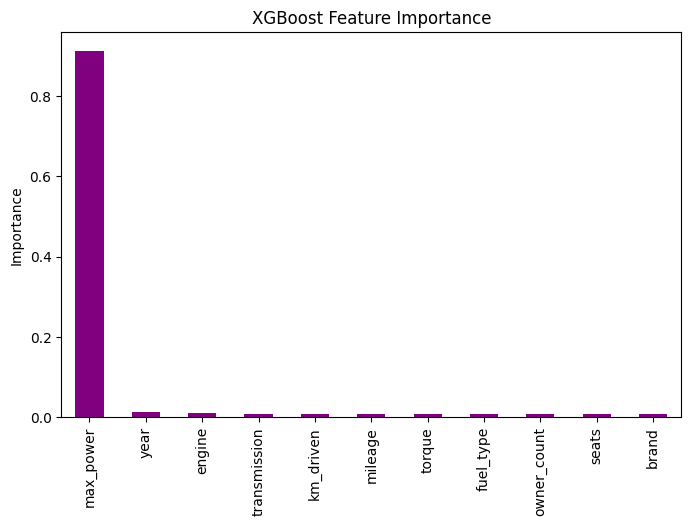 XGBoost Feature Importance
Importance
0.8
0.6
0.4
0.2
0.0
max_power
year
engine
transmission
km_driven
mileage
torque
fuel_type
owner_count
seats
brand